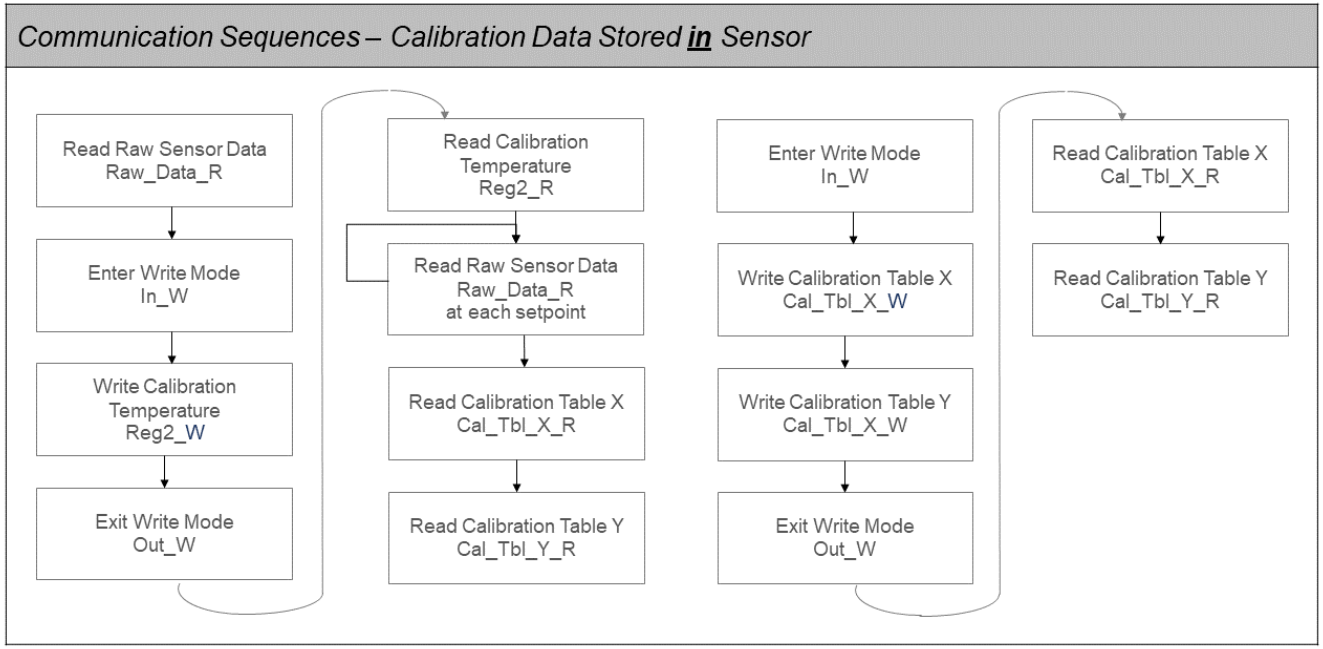 Communication Sequences – Calibration Data Stored in Sensor
Read Raw Sensor Data
Raw_Data_R
Enter Write Mode
In_W
Write Calibration
Temperature
Reg2_W
Exit Write Mode
Out_W
Read Calibration
Temperature
Reg2_R
Read Raw Sensor Data
Raw_Data_R
at each setpoint
Read Calibration Table X
Cal_Tbl_X_R
Read Calibration Table Y
Cal_Tbl_Y_R
Enter Write Mode
In_W
Write Calibration Table X
Cal_Tbl_X_W
Write Calibration Table Y
Cal_Tbl_X_W
Exit Write Mode
Out_W
Read Calibration Table X
Cal_Tbl_X_R
Read Calibration Table Y
Cal_Tbl_Y_R